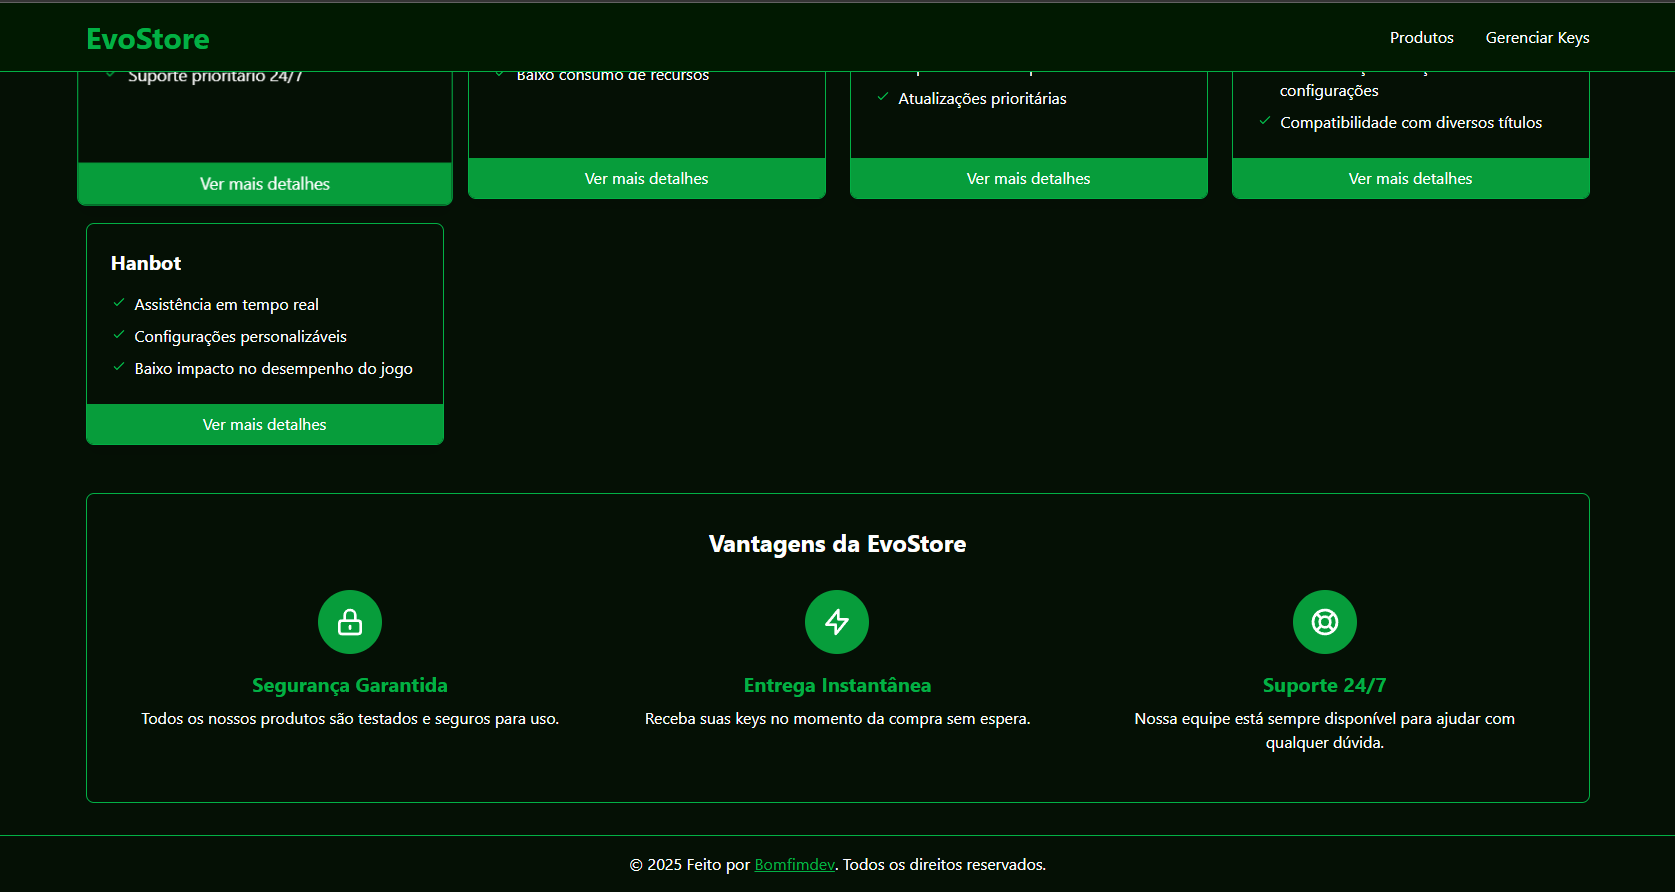 EvoStore
Produtos
Gerenciar Keys
Suporte prioritário 24/7
Ver mais detalhes
Baixo consumo de recursos
Ver mais detalhes
Atualizações prioritárias
Ver mais detalhes
configurações
Compatibilidade com diversos títulos
Ver mais detalhes
Hanbot
Assistência em tempo real
Configurações personalizáveis
Baixo impacto no desempenho do jogo
Ver mais detalhes
Vantagens da EvoStore
Segurança Garantida
Todos os nossos produtos são testados e seguros para uso.
Entrega Instantânea
Receba suas keys no momento da compra sem espera.
Suporte 24/7
Nossa equipe está sempre disponível para ajudar com
qualquer dúvida.
© 2025 Feito por Bomfimdev. Todos os direitos reservados.